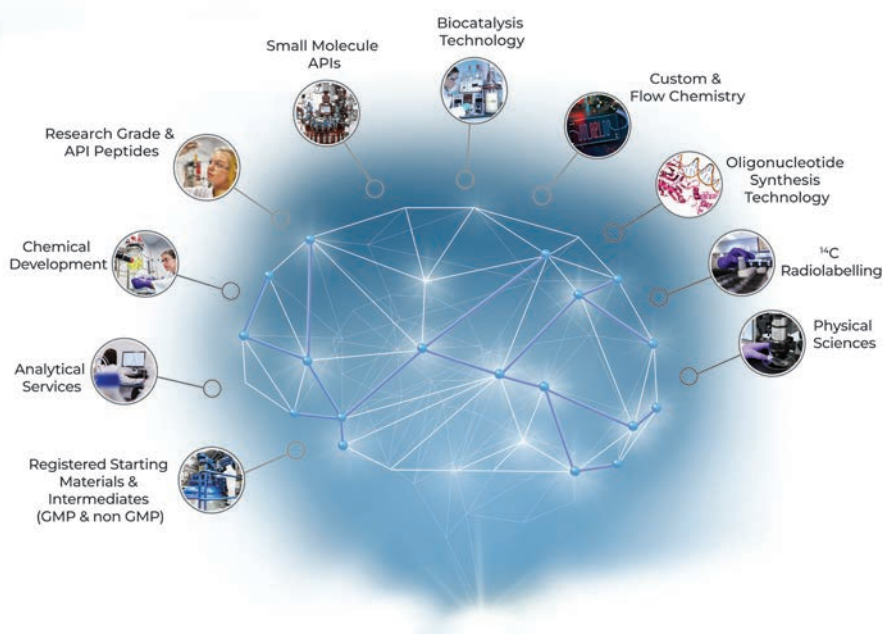 Biocatalysis
Technology
Small Molecule
APIs
Custom &
Flow Chemistry
Research Grade &
API Peptides
Oligonucleotide
Synthesis
Technology
Chemical
Development
¹⁴C
Radiolabelling
Physical
Sciences
Analytical
Services
Registered Starting
Materials &
Intermediates
(GMP & non GMP)